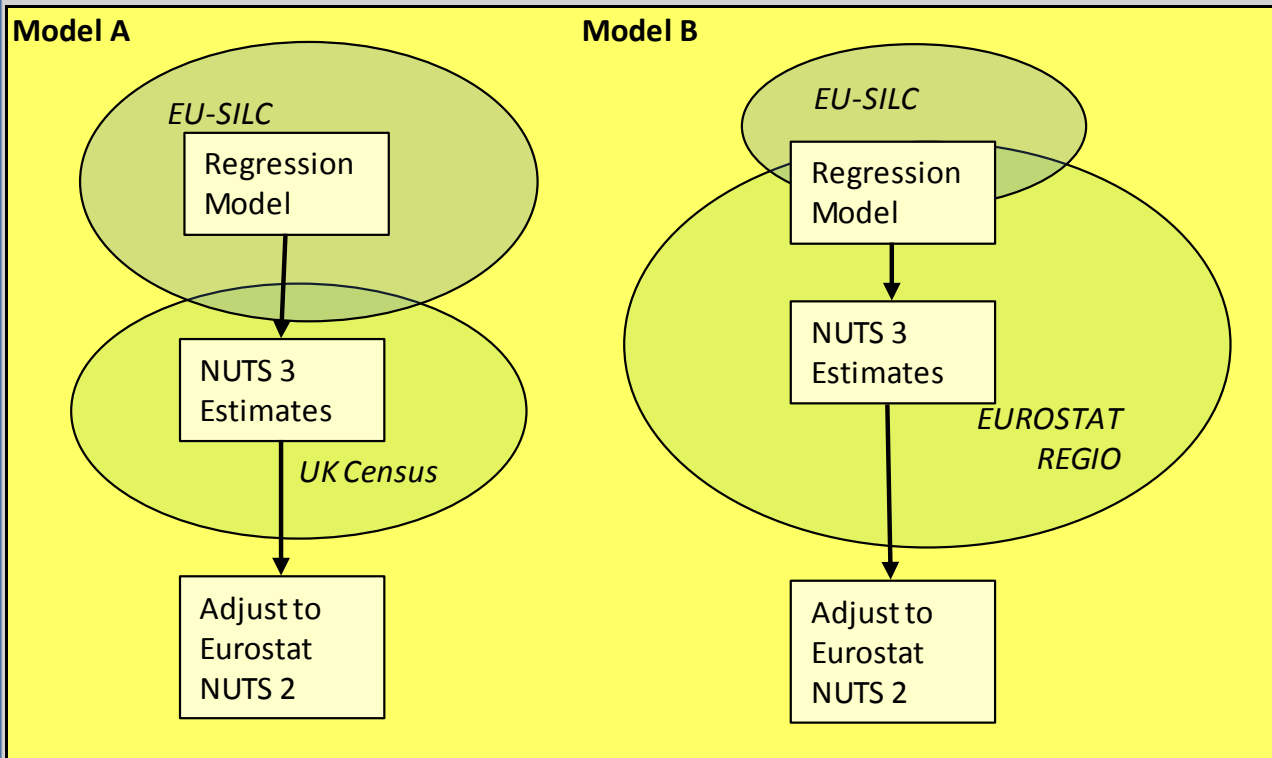 Model A
EU-SILC
Regression
Model
NUTS 3
Estimates
UK Census
Adjust to
Eurostat
NUTS 2
Model B
EU-SILC
Regression
Model
NUTS 3
Estimates
EUROSTAT
REGIO
Adjust to
Eurostat
NUTS 2